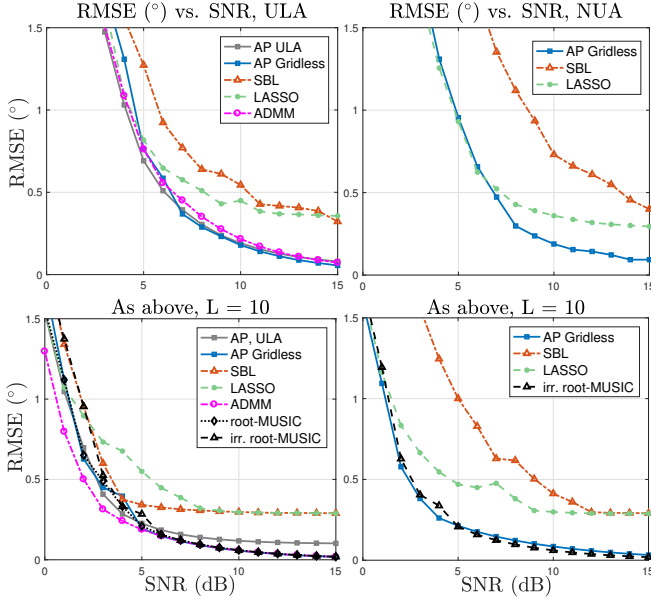 RMSE (°) vs. SNR, ULA
RMSE (°)
1.5
1
0.5
0
0
5
10
15
AP ULA
AP Gridless
SBL
LASSO
ADMM
RMSE (°) vs. SNR, NUA
1.5
1
0.5
0
0
5
10
15
AP Gridless
SBL
LASSO
As above, L = 10
RMSE (°)
1.5
1
0.5
0
0
5
10
15
SNR (dB)
AP, ULA
AP Gridless
SBL
LASSO
ADMM
root-MUSIC
irr. root-MUSIC
As above, L = 10
1.5
1
0.5
0
0
5
10
15
SNR (dB)
AP Gridless
SBL
LASSO
irr. root-MUSIC